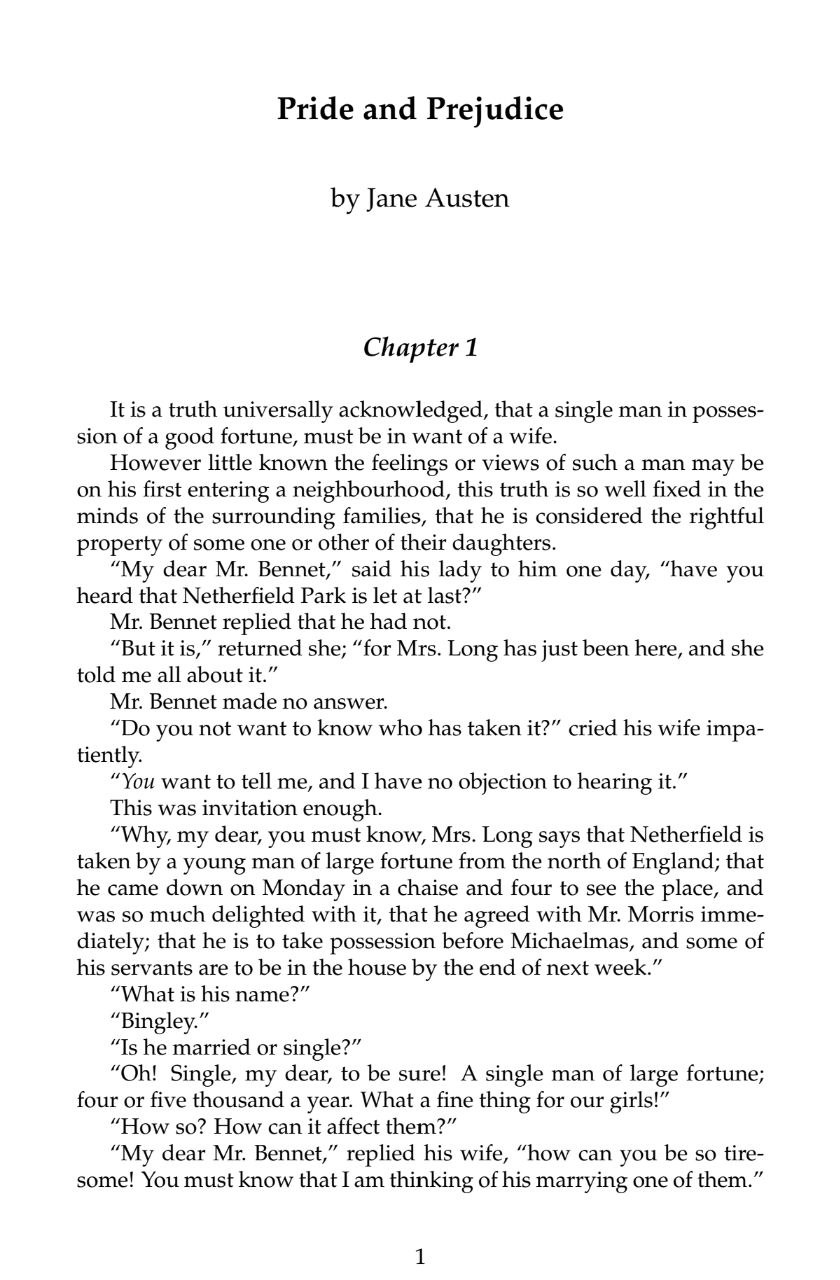 Pride and Prejudice
by Jane Austen
Chapter 1
It is a truth universally acknowledged, that a single man in posses-
sion of a good fortune, must be in want of a wife.
However little known the feelings or views of such a man may be
on his first entering a neighbourhood, this truth is so well fixed in the
minds of the surrounding families, that he is considered the rightful
property of some one or other of their daughters.
“My dear Mr. Bennet,” said his lady to him one day, “have you
heard that Netherfield Park is let at last?”
Mr. Bennet replied that he had not.
“But it is,” returned she; “for Mrs. Long has just been here, and she
told me all about it.”
Mr. Bennet made no answer.
“Do you not want to know who has taken it?” cried his wife impa-
tiently.
“You want to tell me, and I have no objection to hearing it.”
This was invitation enough.
“Why, my dear, you must know, Mrs. Long says that Netherfield is
taken by a young man of large fortune from the north of England; that
he came down on Monday in a chaise and four to see the place, and
was so much delighted with it, that he agreed with Mr. Morris imme-
diately; that he is to take possession before Michaelmas, and some of
his servants are to be in the house by the end of next week.”
“What is his name?”
“Bingley.”
“Is he married or single?”
“Oh! Single, my dear, to be sure! A single man of large fortune;
four or five thousand a year. What a fine thing for our girls!”
“How so? How can it affect them?”
“My dear Mr. Bennet,” replied his wife, “how can you be so tire-
some! You must know that I am thinking of his marrying one of them.”
1